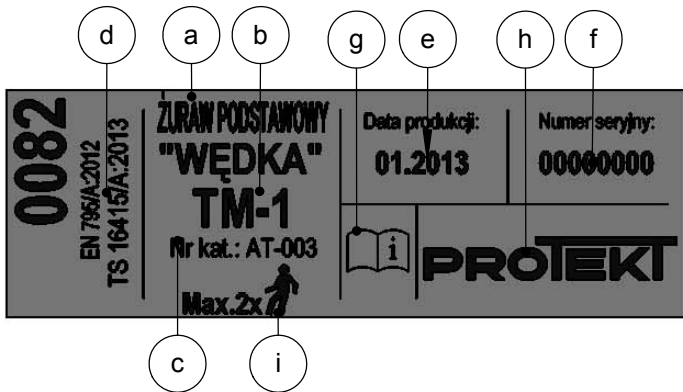 d
a
b
g
e
h
f
0082
EN 795/A:2012
TS 16415/A:2013
ŻURAW PODSTAWOWY
"WĘDKA"
TM-1
Nr kat.: AT-003
Max.2x
Data produkcji:
01.2013
Numer seryjny:
00000000
i
PROTEKT
c
i